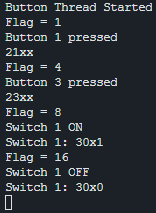 Button Thread Started
Flag = 1
Button 1 pressed
21xx
Flag = 4
Button 3 pressed
23xx
Flag = 8
Switch 1 ON
Switch 1: 30x1
Flag = 16
Switch 1 OFF
Switch 1: 30x0